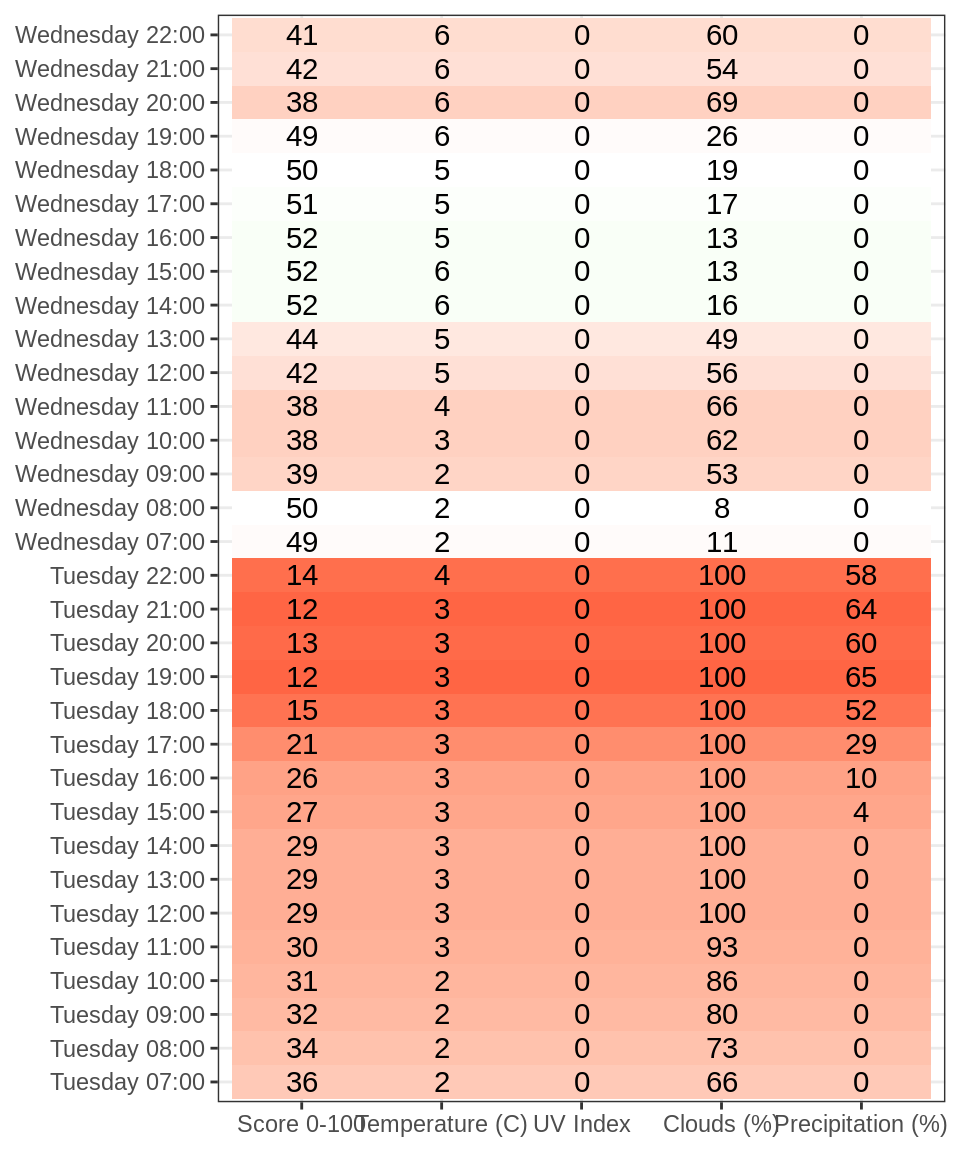 Wednesday 22:00 41 6 0 60 0
Wednesday 21:00 42 6 0 54 0
Wednesday 20:00 38 6 0 69 0
Wednesday 19:00 49 6 0 26 0
Wednesday 18:00 50 5 0 19 0
Wednesday 17:00 51 5 0 17 0
Wednesday 16:00 52 5 0 13 0
Wednesday 15:00 52 6 0 13 0
Wednesday 14:00 52 6 0 16 0
Wednesday 13:00 44 5 0 49 0
Wednesday 12:00 42 5 0 56 0
Wednesday 11:00 38 4 0 66 0
Wednesday 10:00 38 3 0 62 0
Wednesday 09:00 39 2 0 53 0
Wednesday 08:00 50 2 0 8 0
Wednesday 07:00 49 2 0 11 0
Tuesday 22:00 14 4 0 100 58
Tuesday 21:00 12 3 0 100 64
Tuesday 20:00 13 3 0 100 60
Tuesday 19:00 12 3 0 100 65
Tuesday 18:00 15 3 0 100 52
Tuesday 17:00 21 3 0 100 29
Tuesday 16:00 26 3 0 100 10
Tuesday 15:00 27 3 0 100 4
Tuesday 14:00 29 3 0 100 0
Tuesday 13:00 29 3 0 100 0
Tuesday 12:00 29 3 0 100 0
Tuesday 11:00 30 3 0 93 0
Tuesday 10:00 31 2 0 86 0
Tuesday 09:00 32 2 0 80 0
Tuesday 08:00 34 2 0 73 0
Tuesday 07:00 36 2 0 66 0
Score 0-100 Temperature (C) UV Index Clouds (%) Precipitation (%)